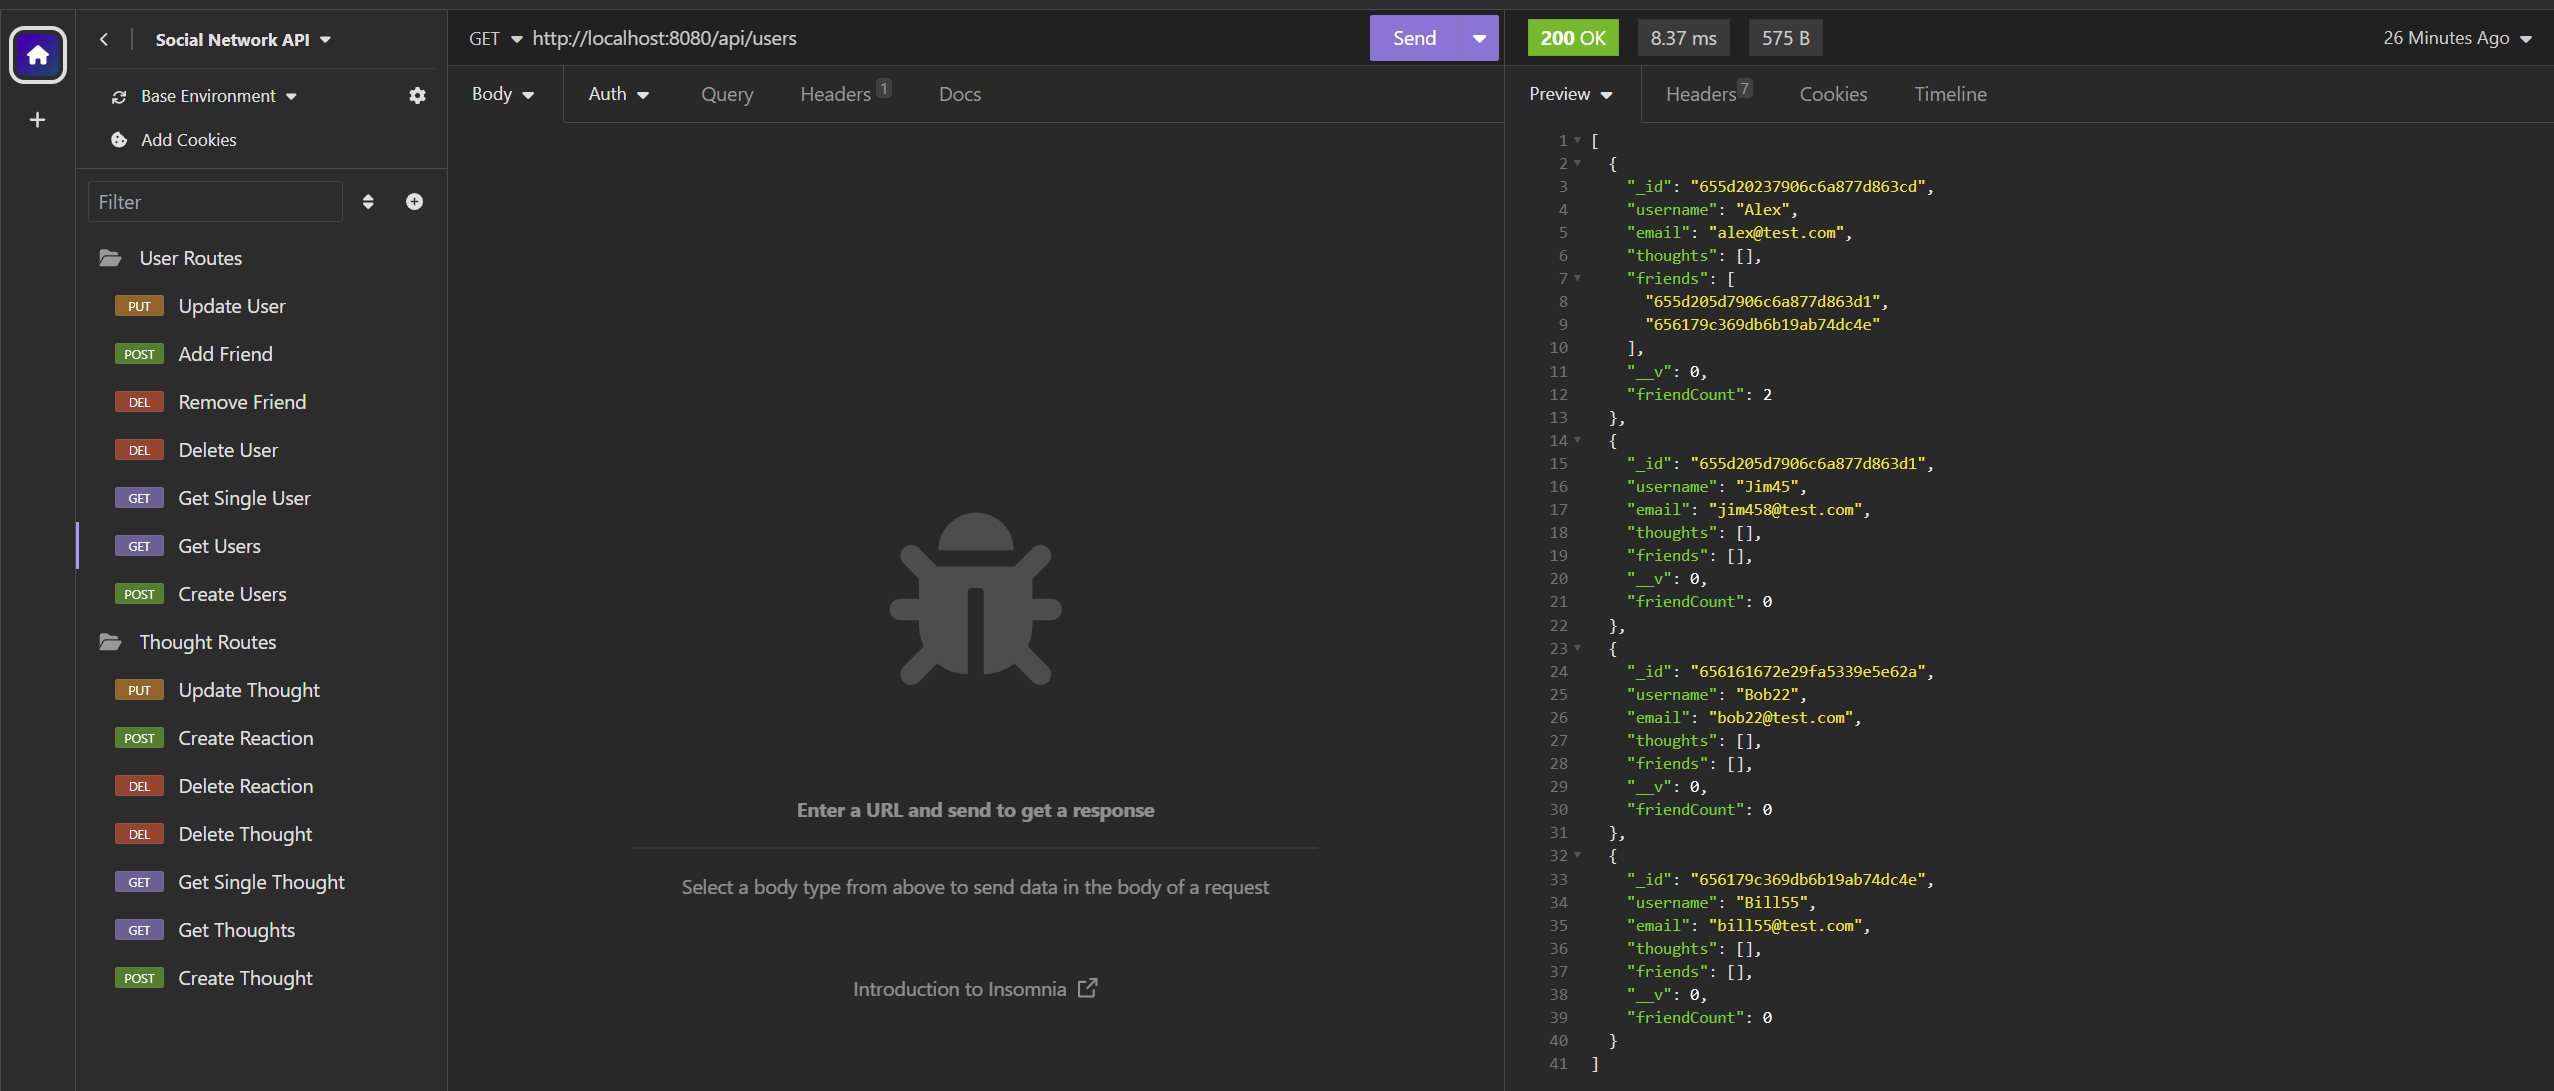 Social Network API
Base Environment
Add Cookies
Filter
User Routes
PUT Update User
POST Add Friend
DEL Remove Friend
DEL Delete User
GET Get Single User
GET Get Users
POST Create Users
Thought Routes
PUT Update Thought
POST Create Reaction
DEL Delete Reaction
DEL Delete Thought
GET Get Single Thought
GET Get Thoughts
POST Create Thought
GET http://localhost:8080/api/users Send
Body Auth Query Headers 1 Docs
Enter a URL and send to get a response
Select a body type from above to send data in the body of a request
Introduction to Insomnia
200 OK 8.37 ms 575 B 26 Minutes Ago
Preview Headers 7 Cookies Timeline
1 [
2 {
3 "_id": "655d20237906c6a877d863cd",
4 "username": "Alex",
5 "email": "alex@test.com",
6 "thoughts": [],
7 "friends": [
8 "655d205d7906c6a877d863d1",
9 "656179c369db6b19ab74dc4e"
10 ],
11 "__v": 0,
12 "friendCount": 2
13 },
14 {
15 "_id": "655d205d7906c6a877d863d1",
16 "username": "Jim45",
17 "email": "jim458@test.com",
18 "thoughts": [],
19 "friends": [],
20 "__v": 0,
21 "friendCount": 0
22 },
23 {
24 "_id": "656161672e29fa5339e5e62a",
25 "username": "Bob22",
26 "email": "bob22@test.com",
27 "thoughts": [],
28 "friends": [],
29 "__v": 0,
30 "friendCount": 0
31 },
32 {
33 "_id": "656179c369db6b19ab74dc4e",
34 "username": "Bill55",
35 "email": "bill55@test.com",
36 "thoughts": [],
37 "friends": [],
38 "__v": 0,
39 "friendCount": 0
40 }
41 ]